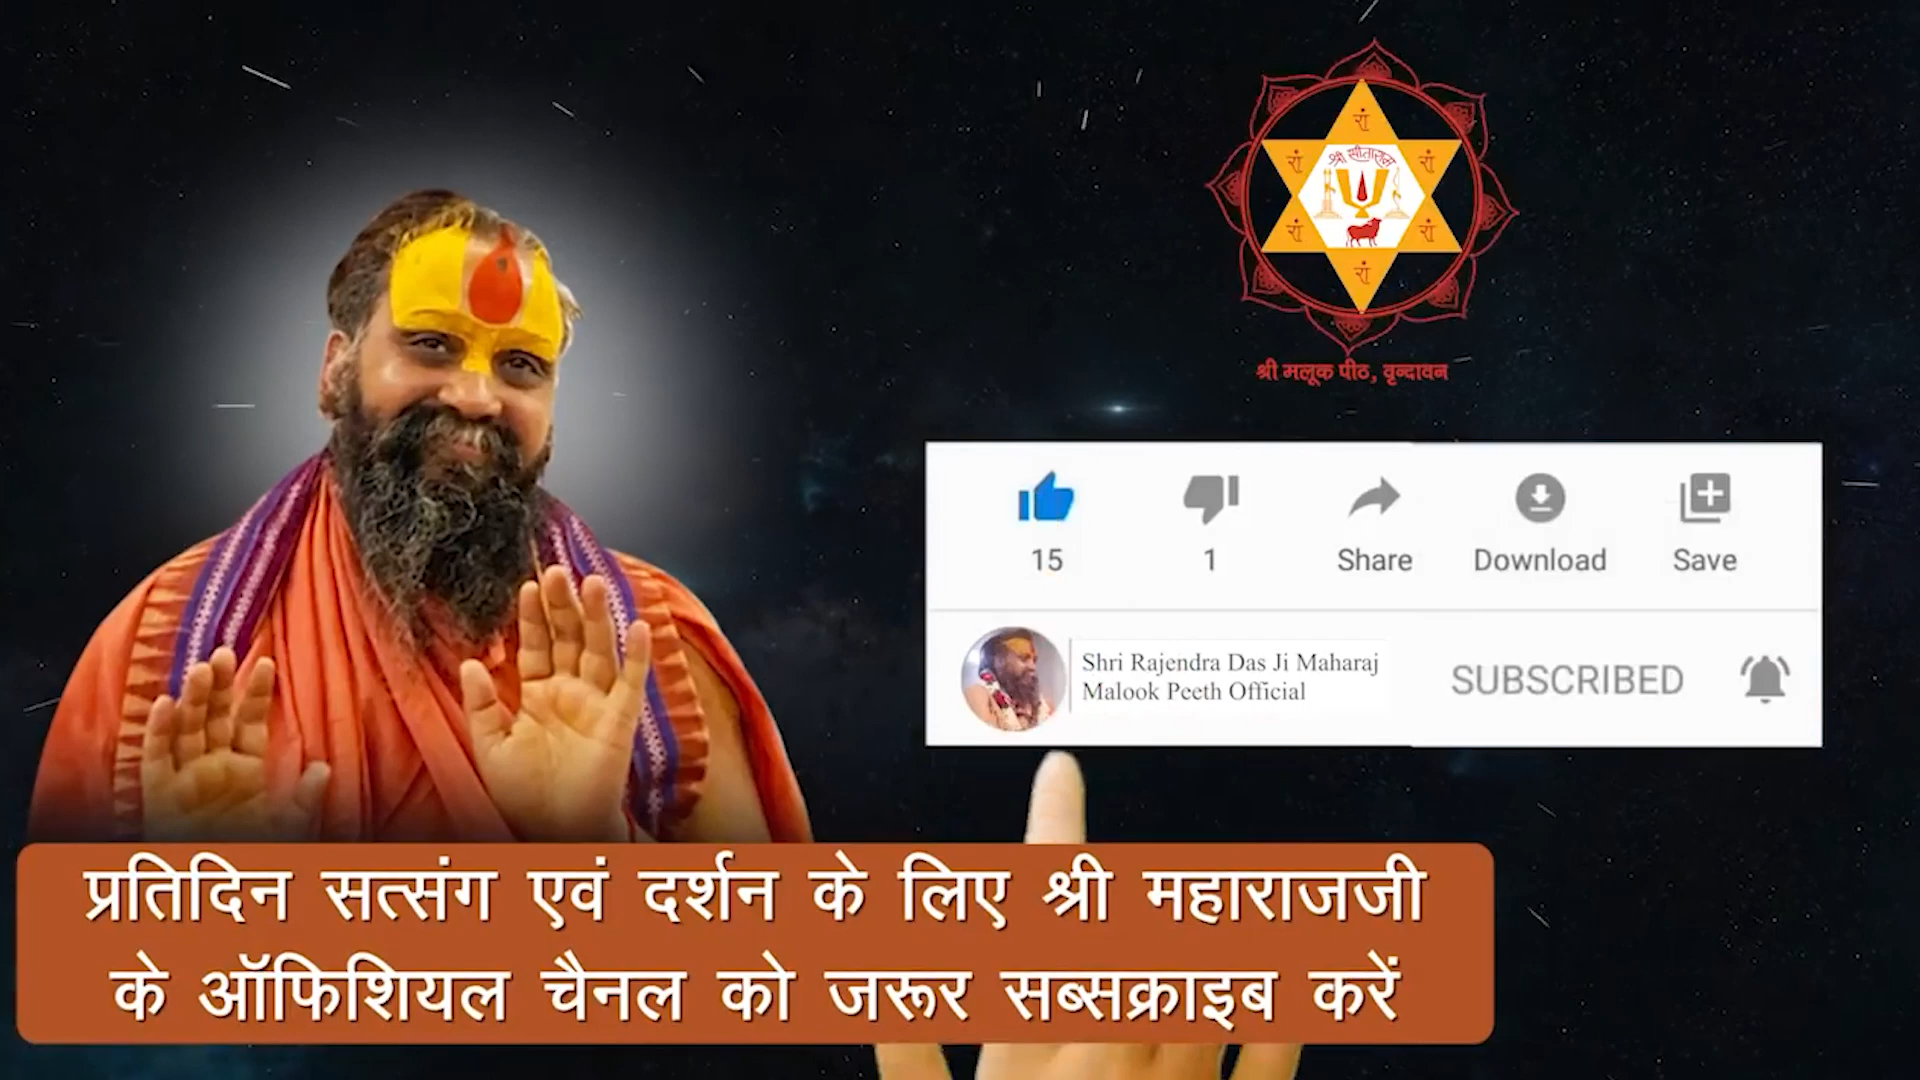 रां
रां
रां
श्री सीताराम
रां
रां
रां
श्री मलूक पीठ, वृन्दावन
15
1
Share
Download
Save
Shri Rajendra Das Ji Maharaj
Malook Peeth Official
SUBSCRIBED
प्रतिदिन सत्संग एवं दर्शन के लिए श्री महाराजजी
के ऑफिशियल चैनल को जरूर सब्सक्राइब करें